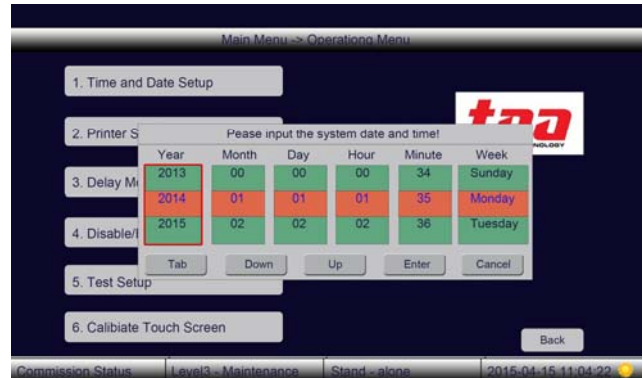 Main Menu -> Operationg Menu
1. Time and Date Setup
2. Printer S
Pease input the system date and time!
Year Month Day Hour Minute Week
2013 00 00 00 34 Sunday
3. Delay Mo
2014 01 01 01 35 Monday
2015 02 02 02 36 Tuesday
4. Disable/
Tab Down Up Enter Cancel
5. Test Setup
6. Calibiate Touch Screen
Back
Commission Status Level3 - Maintenance Stand - alone 2015-04-15 11:04:22